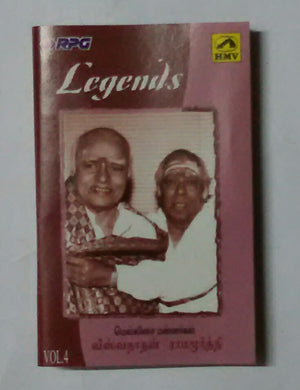 RPG
HMV
Legends
மெல்லிசை மன்னர்கள்
விஸ்வநாதன் ராமமூர்த்தி
VOL.4